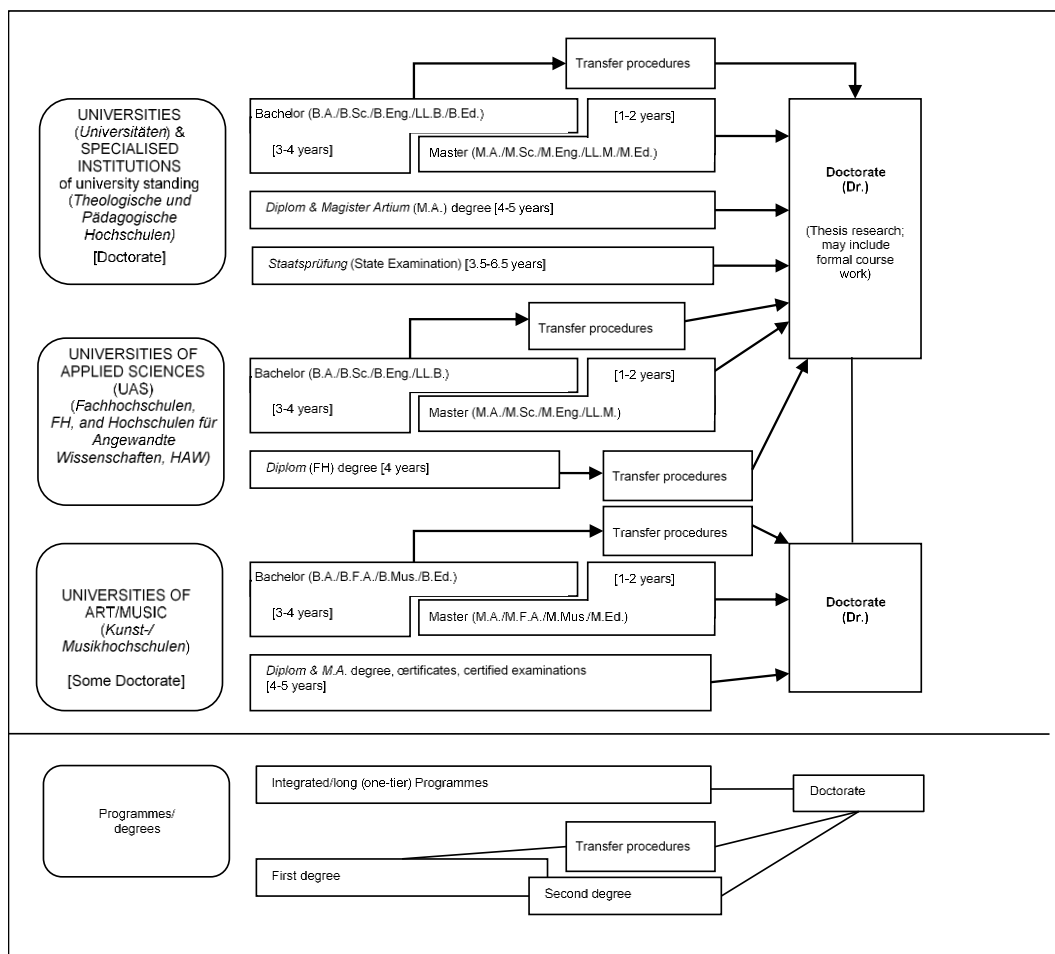 Transfer procedures
UNIVERSITIES
(Universitäten) &
SPECIALISED
INSTITUTIONS
of university standing
(Theologische und
Pädagogische
Hochschulen)
[Doctorate]
Bachelor (B.A./B.Sc./B.Eng./LL.B./B.Ed.)
[3-4 years]
[1-2 years]
Master (M.A./M.Sc./M.Eng./LL.M./M.Ed.)
Diplom & Magister Artium (M.A.) degree [4-5 years]
Staatsprüfung (State Examination) [3.5-6.5 years]
Doctorate
(Dr.)
(Thesis research;
may include
formal course
work)
Transfer procedures
UNIVERSITIES OF
APPLIED SCIENCES
(UAS)
(Fachhochschulen,
FH, and Hochschulen für
Angewandte
Wissenschaften, HAW)
Bachelor (B.A./B.Sc./B.Eng./LL.B.)
[3-4 years]
[1-2 years]
Master (M.A./M.Sc./M.Eng./LL.M.)
Diplom (FH) degree [4 years]
Transfer procedures
Transfer procedures
UNIVERSITIES OF
ART/MUSIC
(Kunst-/
Musikhochschulen)
[Some Doctorate]
Bachelor (B.A./B.F.A./B.Mus./B.Ed.)
[3-4 years]
[1-2 years]
Master (M.A./M.F.A./M.Mus./M.Ed.)
Diplom & M.A. degree, certificates, certified examinations
[4-5 years]
Doctorate
(Dr.)
Programmes/
degrees
Integrated/long (one-tier) Programmes
Doctorate
Transfer procedures
First degree
Second degree